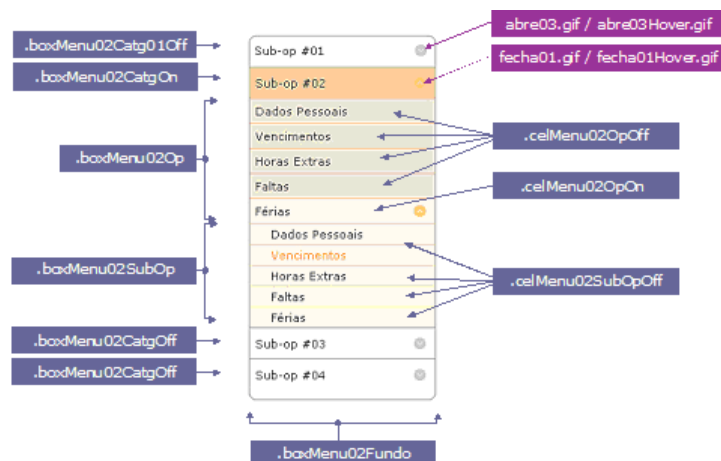 abre03.gif / abre03Hover.gif
.boxMenu02Catg01Off
Sub-op #01
fecha01.gif / fecha01Hover.gif
.boxMenu02CatgOn
Sub-op #02
Dados Pessoais
.boxMenu02Op
Vencimentos
.celMenu02OpOff
Horas Extras
Faltas
.celMenu02OpOn
Férias
Dados Pessoais
Vencimentos
.boxMenu02SubOp
Horas Extras
.celMenu02SubOpOff
Faltas
Férias
.boxMenu02CatgOff
Sub-op #03
.boxMenu02CatgOff
Sub-op #04
.boxMenu02Fundo